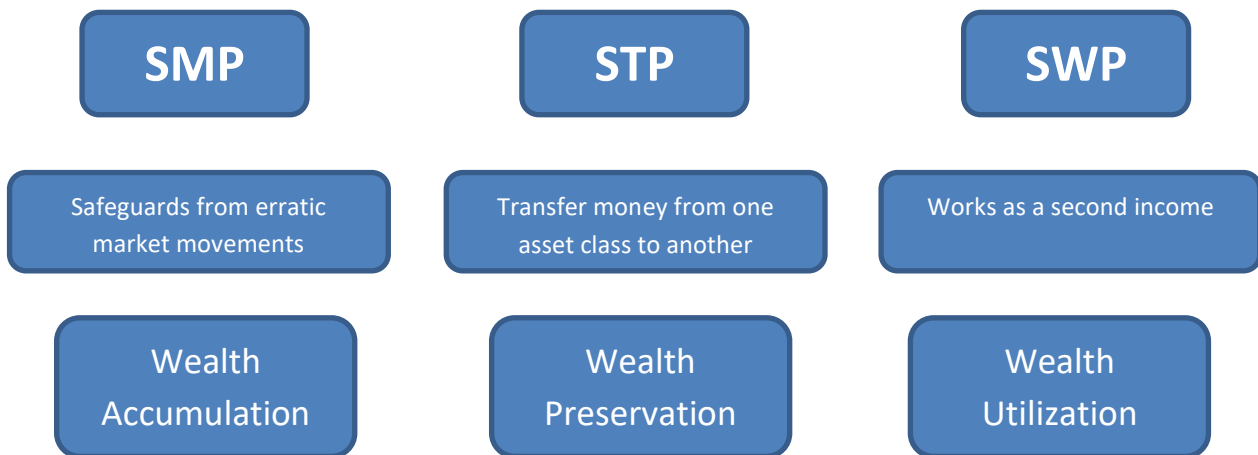 SMP
STP
SWP
Safeguards from erratic
market movements
Transfer money from one
asset class to another
Works as a second income
Wealth
Accumulation
Wealth
Preservation
Wealth
Utilization